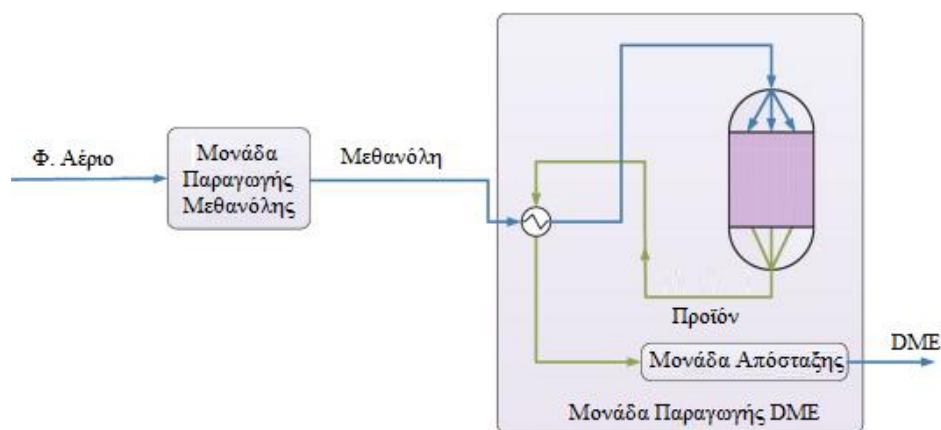 Φ. Αέριο
Μονάδα
Παραγωγής
Μεθανόλης
Μεθανόλη
Προϊόν
Μονάδα Απόσταξης
DME
Μονάδα Παραγωγής DME